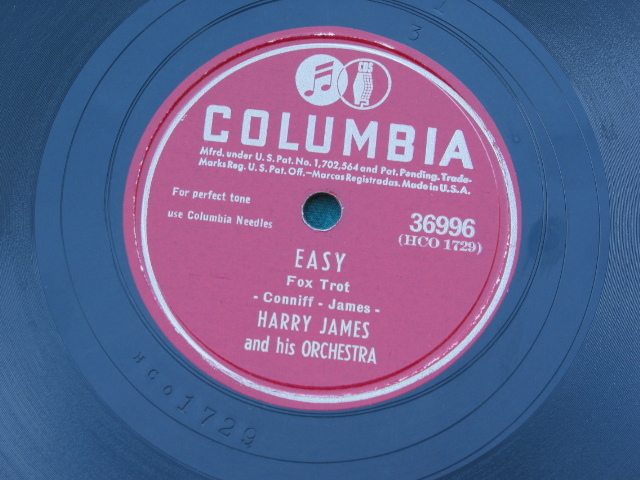 3
CBS
COLUMBIA
Mfrd. under U.S. Pat. No. 1,702,564 and Pat. Pending. Trade-
Marks Reg. U.S. Pat. Off.—Marcas Registradas. Made in U.S.A.
For perfect tone
use Columbia Needles
36996
(HCO 1729)
EASY
Fox Trot
- Conniff - James -
HARRY JAMES
and his ORCHESTRA
HCO1729